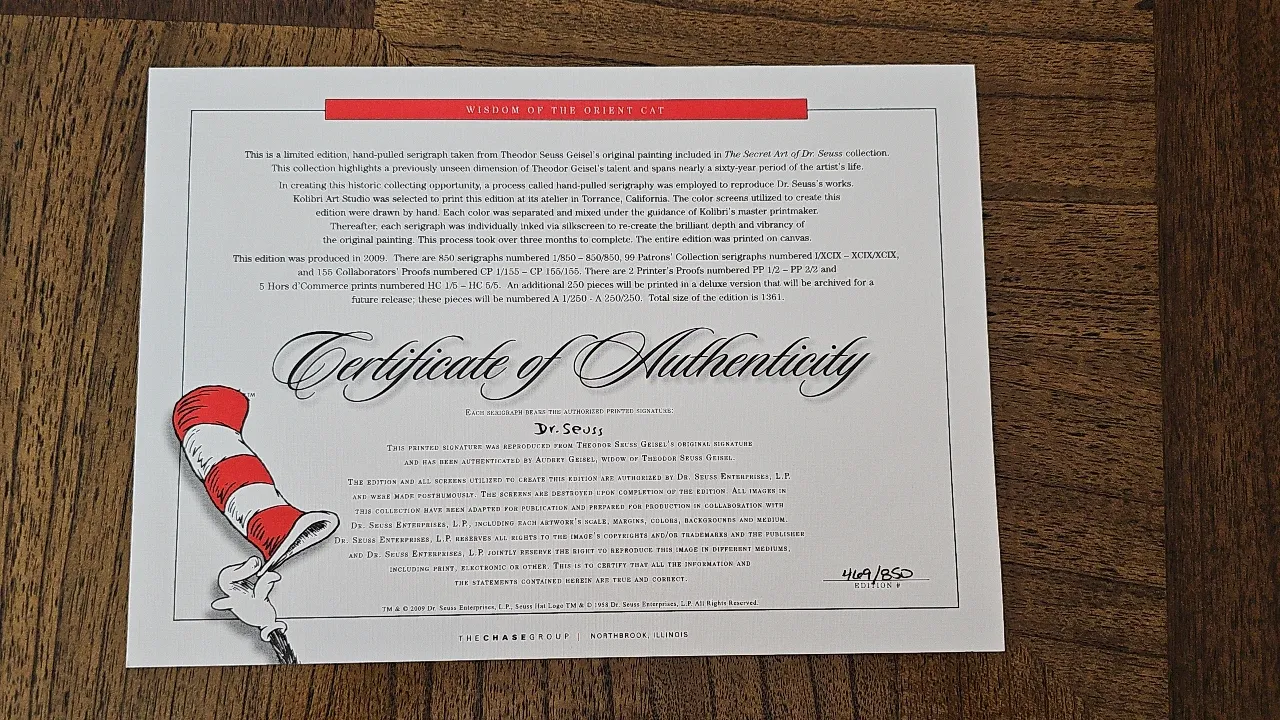 WISDOM OF THE ORIENT CAT
This is a limited edition, hand-pulled serigraph taken from Theodor Seuss Geisel's original painting included in The Secret Art of Dr. Seuss collection.
This collection highlights a previously unseen dimension of Theodor Geisel's talent and spans nearly a sixty-year period of the artist's life.
In creating this historic collecting opportunity, a process called hand-pulled serigraphy was employed to reproduce Dr. Seuss's works.
Kolibri Art Studio was selected to print this edition at its atelier in Torrance, California. The color screens utilized to create this
edition were drawn by hand. Each color was separated and mixed under the guidance of Kolibri's master printmaker.
Thereafter, each serigraph was individually inked via silkscreen to re-create the brilliant depth and vibrancy of
the original painting. This process took over three months to complete. The entire edition was printed on canvas.
This edition was produced in 2009. There are 850 serigraphs numbered 1/850 – 850/850, 99 Patrons' Collection serigraphs numbered I/XCIX – XCIX/XCIX,
and 155 Collaborators' Proofs numbered CP 1/155 – CP 155/155. There are 2 Printer's Proofs numbered PP 1/2 – PP 2/2 and
5 Hors d'Commerce prints numbered HC 1/5 – HC 5/5. An additional 250 pieces will be printed in a deluxe version that will be archived for a
future release; these pieces will be numbered A 1/250 - A 250/250. Total size of the edition is 1361.
Certificate of Authenticity
TM
EACH SERIGRAPH BEARS THE AUTHORIZED PRINTED SIGNATURE:
Dr. Seuss
THIS PRINTED SIGNATURE WAS REPRODUCED FROM THEODOR SEUSS GEISEL'S ORIGINAL SIGNATURE
AND HAS BEEN AUTHENTICATED BY AUDREY GEISEL, WIDOW OF THEODOR SEUSS GEISEL.
THE EDITION AND ALL SCREENS UTILIZED TO CREATE THIS EDITION ARE AUTHORIZED BY DR. SEUSS ENTERPRISES, L.P.
AND WERE MADE POSTHUMOUSLY. THE SCREENS ARE DESTROYED UPON COMPLETION OF THE EDITION. ALL IMAGES IN
THIS COLLECTION HAVE BEEN ADAPTED FOR PUBLICATION AND PREPARED FOR PRODUCTION IN COLLABORATION WITH
DR. SEUSS ENTERPRISES, L.P., INCLUDING EACH ARTWORK'S SCALE, MARGINS, COLORS, BACKGROUNDS AND MEDIUM.
DR. SEUSS ENTERPRISES, L.P. RESERVES ALL RIGHTS TO THE IMAGE'S COPYRIGHTS AND/OR TRADEMARKS AND THE PUBLISHER
AND DR. SEUSS ENTERPRISES, L.P. JOINTLY RESERVE THE RIGHT TO REPRODUCE THIS IMAGE IN DIFFERENT MEDIUMS,
INCLUDING PRINT, ELECTRONIC OR OTHER. THIS IS TO CERTIFY THAT ALL THE INFORMATION AND
THE STATEMENTS CONTAINED HEREIN ARE TRUE AND CORRECT.
469/850
EDITION #
TM & © 2009 Dr. Seuss Enterprises, L.P., Seuss Hat Logo TM & © 1958 Dr. Seuss Enterprises, L.P. All Rights Reserved.
THE CHASE GROUP | NORTHBROOK, ILLINOIS